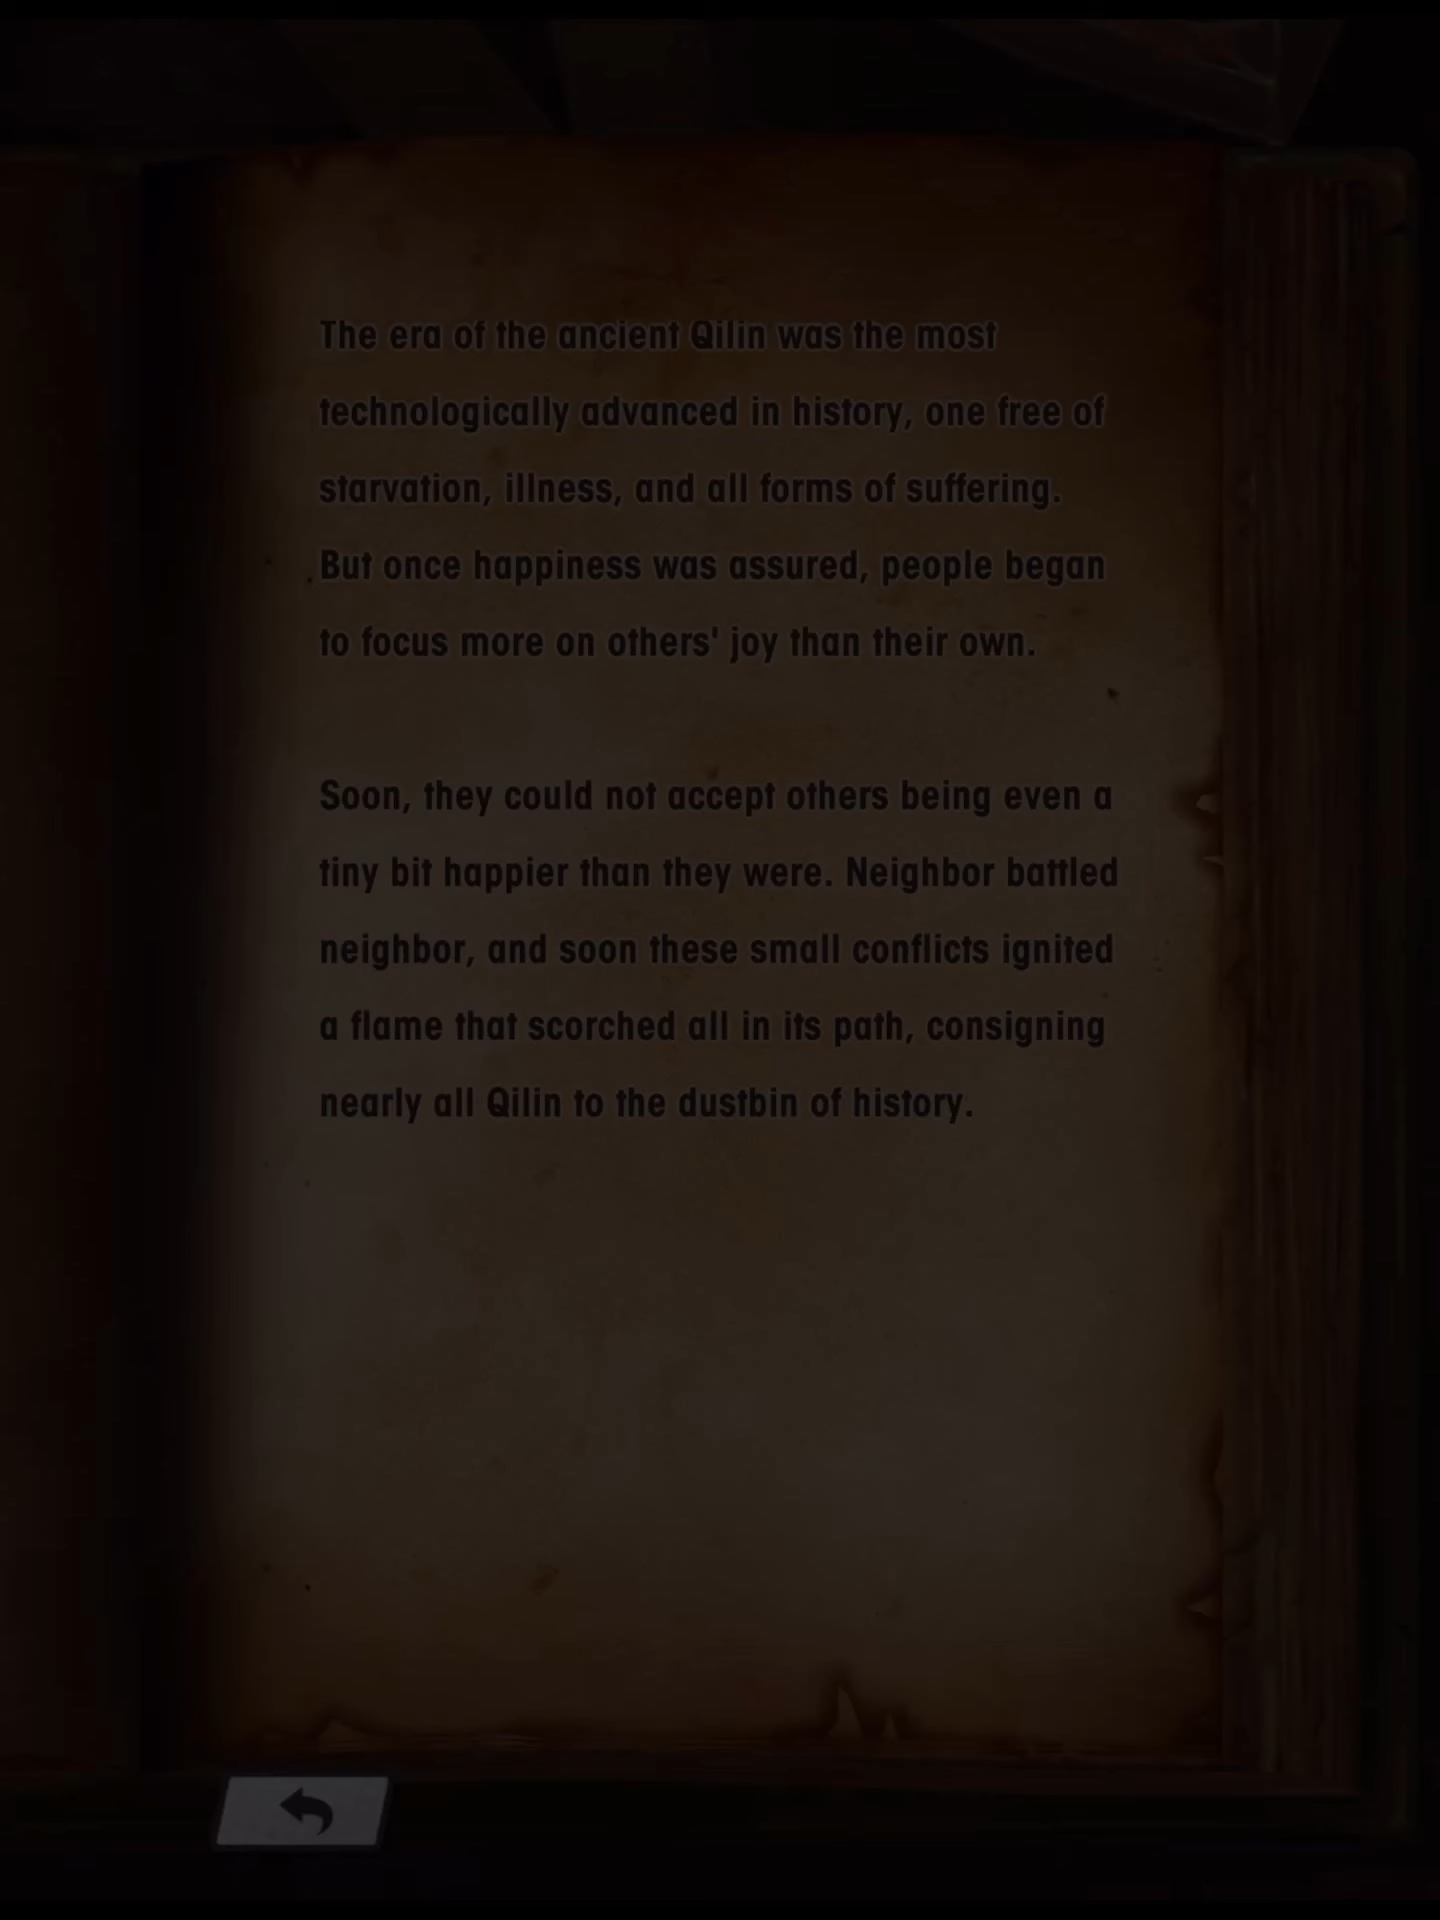 The era of the ancient Qilin was the most
technologically advanced in history, one free of
starvation, illness, and all forms of suffering.
But once happiness was assured, people began
to focus more on others' joy than their own.
Soon, they could not accept others being even a
tiny bit happier than they were. Neighbor battled
neighbor, and soon these small conflicts ignited
a flame that scorched all in its path, consigning
nearly all Qilin to the dustbin of history.